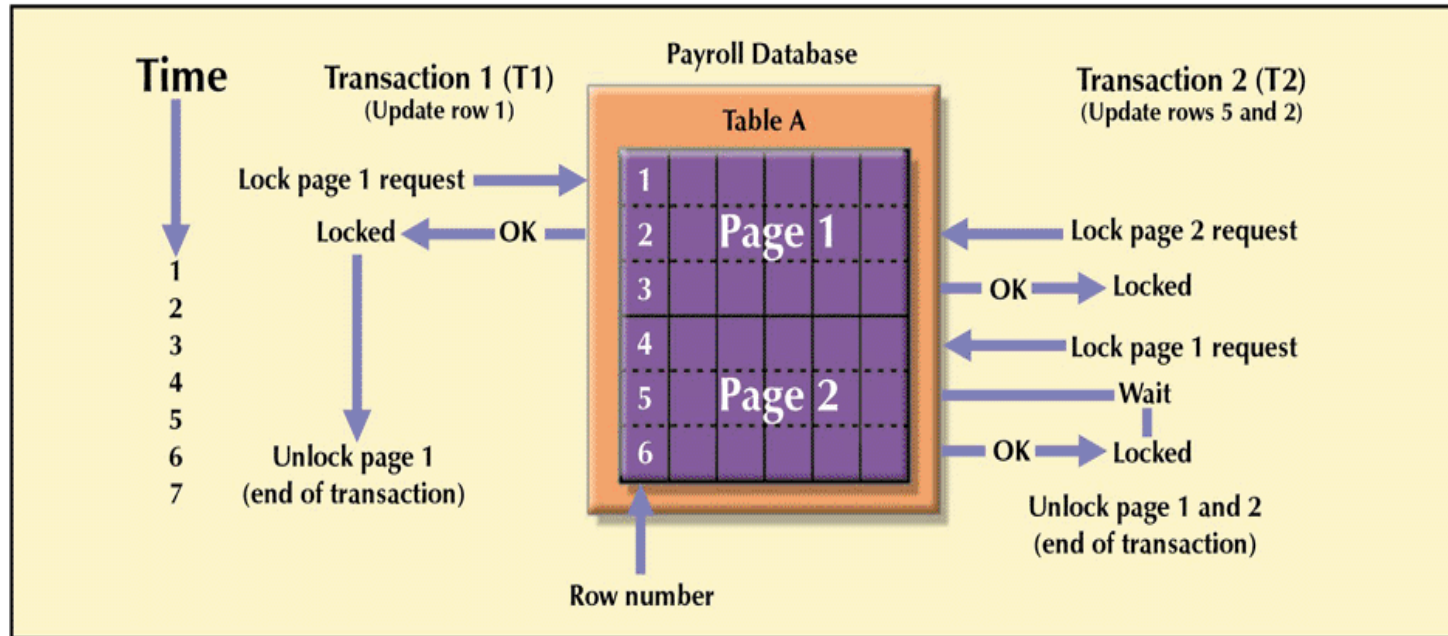 Time
Transaction 1 (T1)
(Update row 1)
Payroll Database
Transaction 2 (T2)
(Update rows 5 and 2)
Table A
Lock page 1 request
Locked
OK
1
2
3
4
5
6
7
Unlock page 1
(end of transaction)
1
2
3
4
5
6
Page 1
Page 2
Lock page 2 request
OK
Locked
Lock page 1 request
Wait
OK
Locked
Unlock page 1 and 2
(end of transaction)
Row number